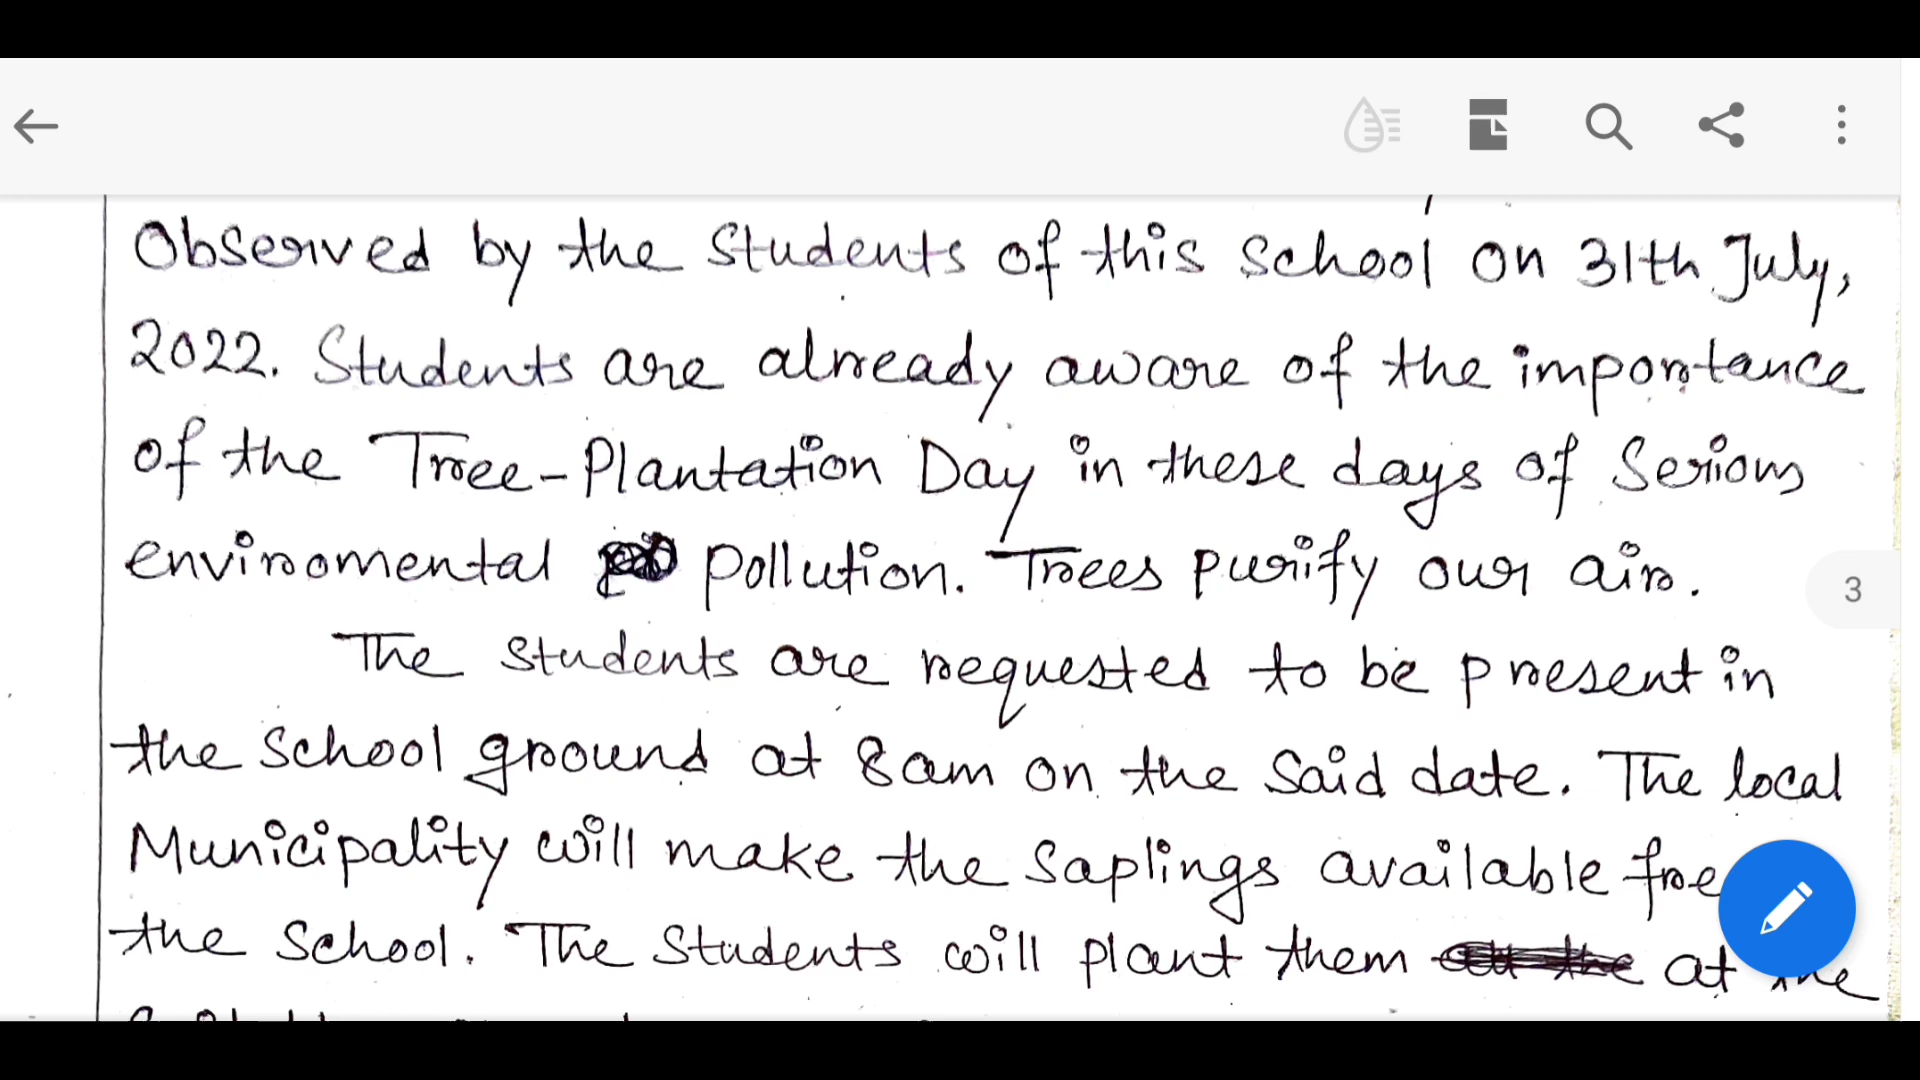 Observed by the Students of this School on 31th July,
2022. Students are already aware of the importance
of the Tree-Plantation Day in these days of Serious
enviromental pollution. Trees purify our air.
3
The Students are requested to be present in
the School ground at 8am on the Said date. The local
Municipality will make the Saplings available free
the School. The Students will plant them at the